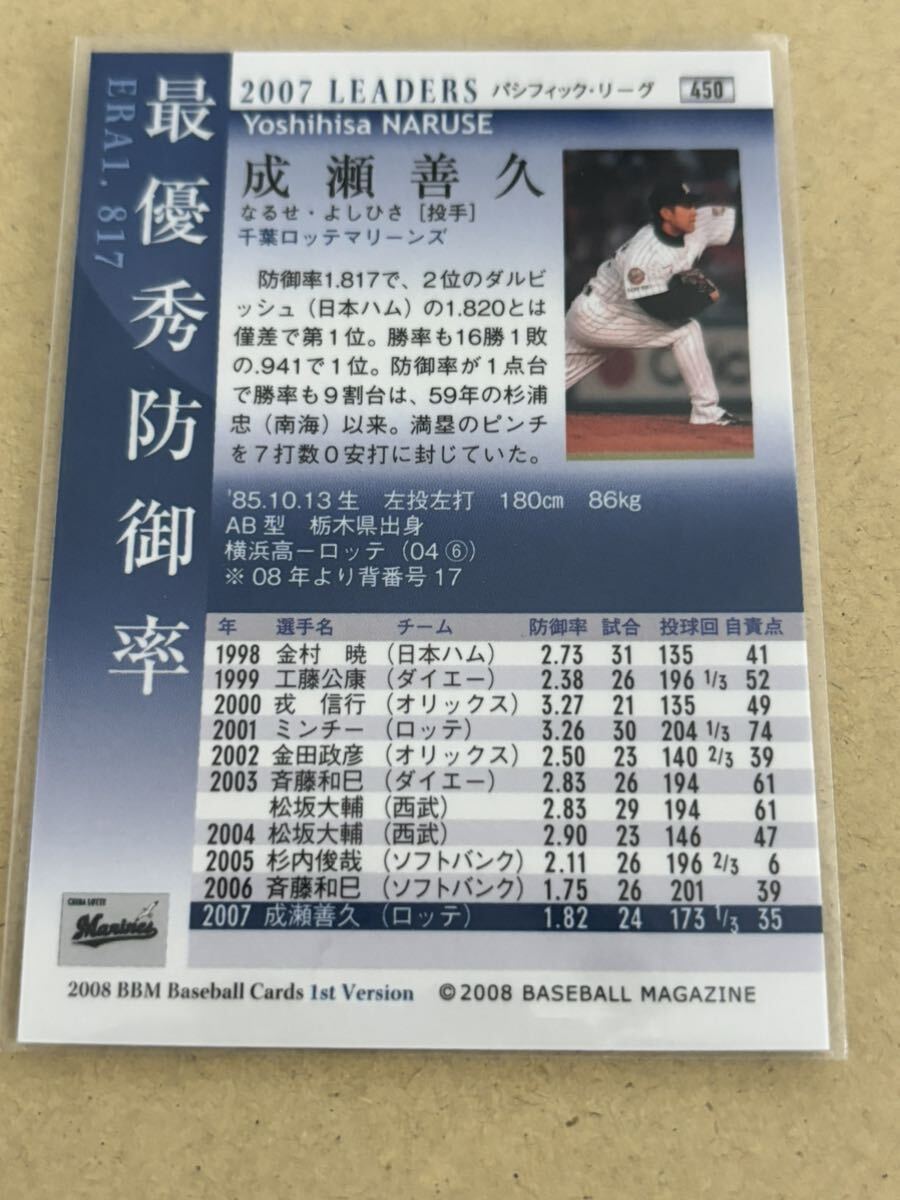 2007 LEADERS パシフィック・リーグ 450
Yoshihisa NARUSE
最優秀防御率
ERA1.817
成瀬善久
なるせ・よしひさ [投手]
千葉ロッテマリーンズ
防御率1.817で、2位のダルビ
ッシュ(日本ハム)の1.820とは
僅差で第1位。勝率も16勝1敗
の.941で1位。防御率が1点台
で勝率も9割台は、59年の杉浦
忠(南海)以来。満塁のピンチ
を7打数0安打に封じていた。
'85.10.13生 左投左打 180cm 86kg
AB型 栃木県出身
横浜高ーロッテ(04⑥)
※08年より背番号17
年 選手名 チーム 防御率 試合 投球回 自責点
1998 金村 暁 (日本ハム) 2.73 31 135 41
1999 工藤公康 (ダイエー) 2.38 26 196 1/3 52
2000 戎 信行 (オリックス) 3.27 21 135 49
2001 ミンチー (ロッテ) 3.26 30 204 1/3 74
2002 金田政彦 (オリックス) 2.50 23 140 2/3 39
2003 斉藤和巳 (ダイエー) 2.83 26 194 61
松坂大輔 (西武) 2.83 29 194 61
2004 松坂大輔 (西武) 2.90 23 146 47
2005 杉内俊哉 (ソフトバンク) 2.11 26 196 2/3 6
2006 斉藤和巳 (ソフトバンク) 1.75 26 201 39
2007 成瀬善久 (ロッテ) 1.82 24 173 1/3 35
CHIBA LOTTE
Marines
2008 BBM Baseball Cards 1st Version ©2008 BASEBALL MAGAZINE